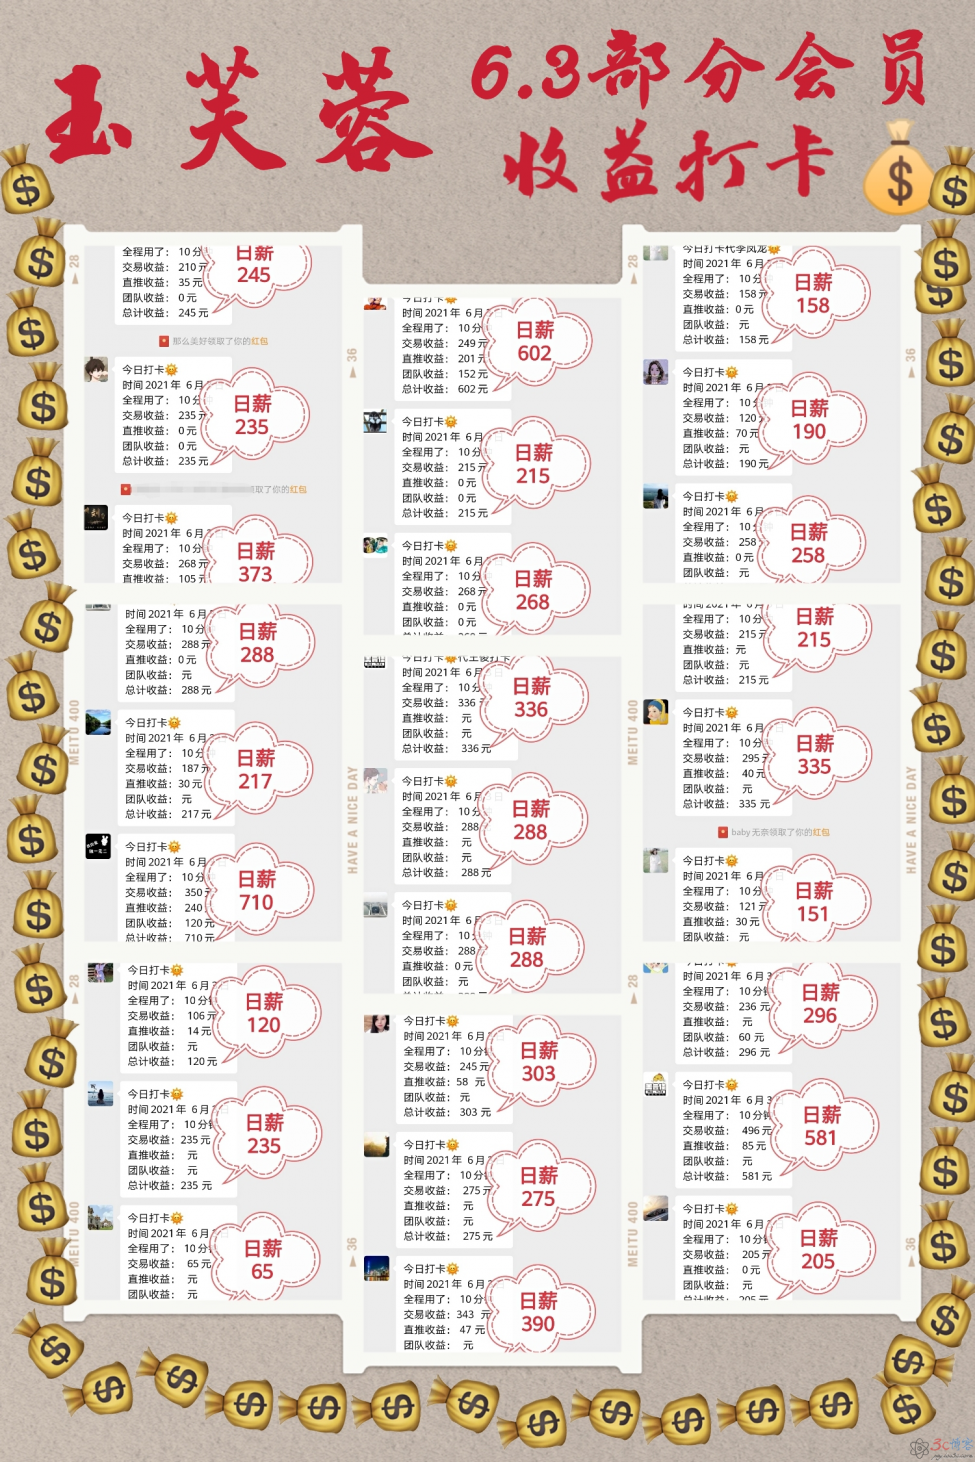 玉芙蓉
6.3部分会员
收益打卡
全程用了： 10分
交易收益： 210元
直推收益： 35元
团队收益： 0元
总计收益： 245元
日薪
245
那么美好领取了你的红包
今日打卡
时间2021年 6月
全程用了： 10分
交易收益： 235元
直推收益： 0元
团队收益： 0元
总计收益： 235元
日薪
235
取了你的红包
今日打卡
时间2021年 6月
全程用了： 10分
交易收益： 268元
直推收益： 105元
日薪
373
时间2021年 6月
全程用了： 10分
交易收益： 288元
直推收益： 0元
团队收益： 元
总计收益： 288元
日薪
288
今日打卡
时间2021年 6月
全程用了： 10分
交易收益： 187元
直推收益：30元
团队收益： 元
总计收益： 217元
日薪
217
今日打卡
时间2021年 6月
全程用了： 10分
交易收益： 350元
直推收益： 240
团队收益： 120元
总计收益： 710元
日薪
710
今日打卡
时间2021年 6月
全程用了： 10分
交易收益： 106元
直推收益： 14元
团队收益： 元
总计收益： 120元
日薪
120
今日打卡
时间2021年 6月
全程用了： 10分
交易收益：235元
直推收益： 元
团队收益： 元
总计收益：235元
日薪
235
今日打卡
时间2021年 6月
全程用了： 10分
交易收益： 65元
直推收益： 元
团队收益： 元
日薪
65
今日打卡
时间2021年 6月
全程用了： 10分
交易收益： 249元
直推收益： 201元
团队收益： 152元
总计收益： 602元
日薪
602
今日打卡
时间2021年 6月
全程用了： 10分
交易收益： 215元
直推收益： 0元
团队收益： 0元
总计收益： 215元
日薪
215
今日打卡
时间2021年 6月
全程用了： 10分
交易收益： 268元
直推收益： 0元
团队收益： 0元
日薪
268
今日打卡代王俊打卡
时间2021年 6月
全程用了： 10分
交易收益： 336元
直推收益： 元
团队收益： 元
总计收益： 336元
日薪
336
今日打卡
时间2021年 6月
全程用了： 10分
交易收益： 288
直推收益： 元
团队收益： 元
总计收益： 288元
日薪
288
今日打卡
时间2021年 6月
全程用了： 10分
交易收益： 288
直推收益：0元
团队收益： 元
日薪
288
今日打卡
时间2021年 6月
全程用了： 10分
交易收益： 245元
直推收益： 58 元
团队收益： 元
总计收益： 303元
日薪
303
今日打卡
时间2021年 6月
全程用了： 10分
交易收益： 275元
直推收益： 元
团队收益： 元
总计收益： 275元
日薪
275
今日打卡
时间2021年 6月
全程用了： 10分
交易收益： 343 元
直推收益： 47元
团队收益： 元
日薪
390
今日打卡代李凤龙
时间2021年 6月
全程用了： 10分
交易收益： 158元
直推收益：0元
团队收益： 元
总计收益： 158元
日薪
158
今日打卡
时间2021年 6月
全程用了： 10分
交易收益： 120
直推收益： 70元
团队收益： 元
总计收益： 190元
日薪
190
今日打卡
时间2021年 6月
全程用了： 10分
交易收益： 258
直推收益：0元
团队收益： 元
日薪
258
时间2021年 6月
全程用了： 10分
交易收益： 215元
直推收益： 元
团队收益： 元
总计收益： 215元
日薪
215
今日打卡
时间2021年 6月
全程用了： 10分
交易收益： 295元
直推收益： 40元
团队收益： 元
总计收益： 335元
日薪
335
baby无奈领取了你的红包
今日打卡
时间2021年 6月
全程用了： 10分
交易收益： 121元
直推收益： 30元
团队收益： 元
日薪
151
今日打卡
时间2021年 6月3
全程用了： 10分
交易收益： 236元
直推收益： 元
团队收益： 60元
总计收益： 296元
日薪
296
今日打卡
时间2021年 6月3
全程用了： 10分钟
交易收益： 496元
直推收益： 85元
团队收益： 元
总计收益： 581元
日薪
581
今日打卡
时间2021年 6月
全程用了： 10分
交易收益： 205元
直推收益： 0元
团队收益： 元
总计收益： 205元
日薪
205
28
36
MEITU 400
HAVE A NICE DAY
28
MEITU 400
36
28
36
MEITU 400
HAVE A NICE DAY
28
MEITU 400
36
3C博客